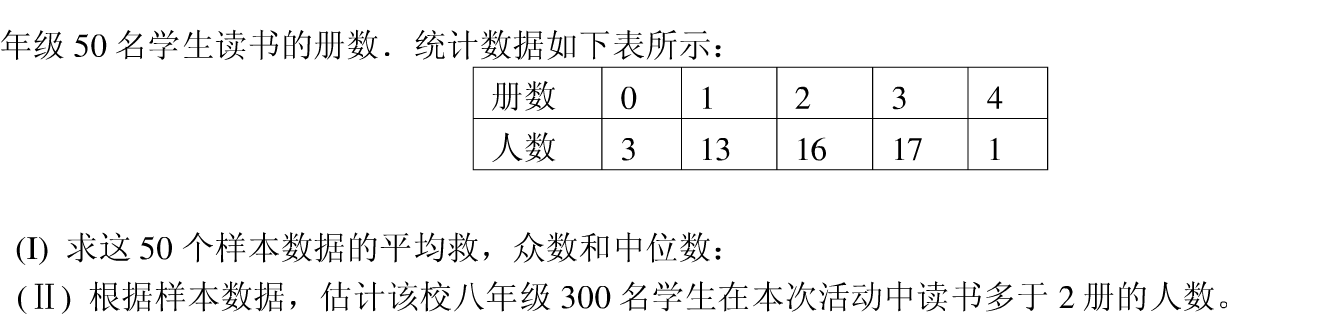 年级 50 名学生读书的册数．统计数据如下表所示：
册数 0 1 2 3 4
人数 3 13 16 17 1
(I) 求这 50 个样本数据的平均救，众数和中位数：
(Ⅱ) 根据样本数据，估计该校八年级 300 名学生在本次活动中读书多于 2 册的人数。